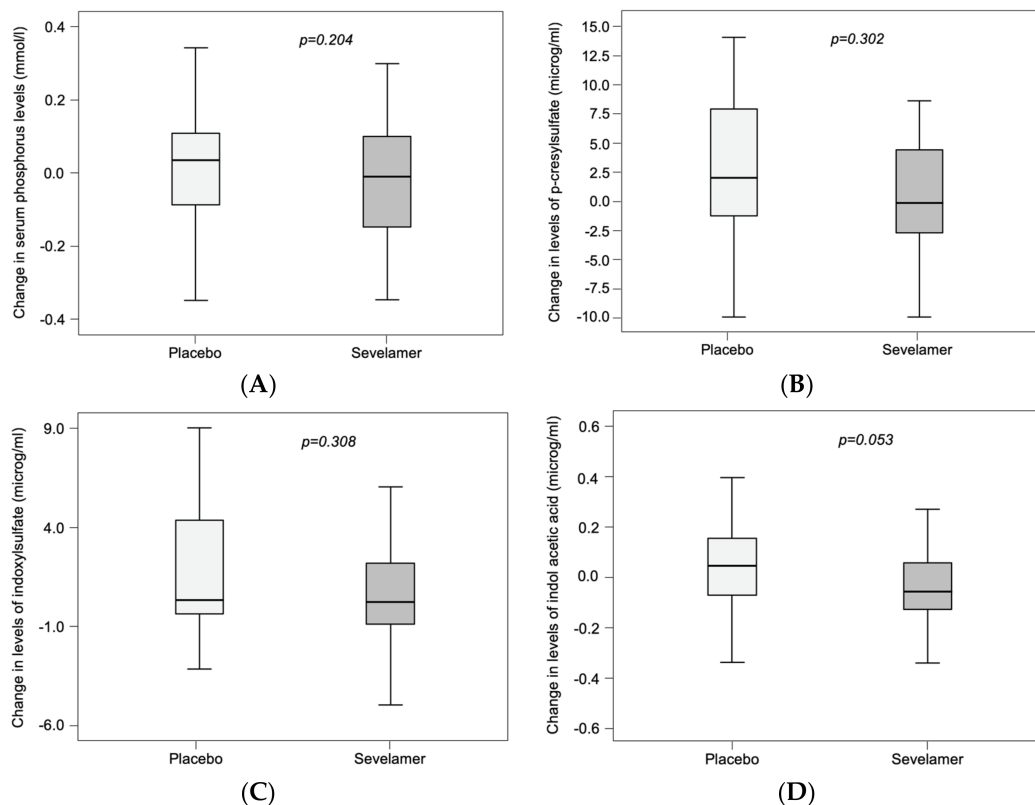 Change in serum phosphorus levels (mmol/l)
0.4
0.2
0.0
-0.2
-0.4
p=0.204
Placebo
Sevelamer
(A)
Change in levels of p-cresylsulfate (microg/ml)
15.0
12.5
10.0
7.5
5.0
2.5
0.0
-2.5
-5.0
-7.5
-10.0
p=0.302
Placebo
Sevelamer
(B)
Change in levels of indoxylsulfate (microg/ml)
9.0
4.0
-1.0
-6.0
p=0.308
Placebo
Sevelamer
(C)
Change in levels of indol acetic acid (microg/ml)
0.6
0.4
0.2
0.0
-0.2
-0.4
-0.6
p=0.053
Placebo
Sevelamer
(D)